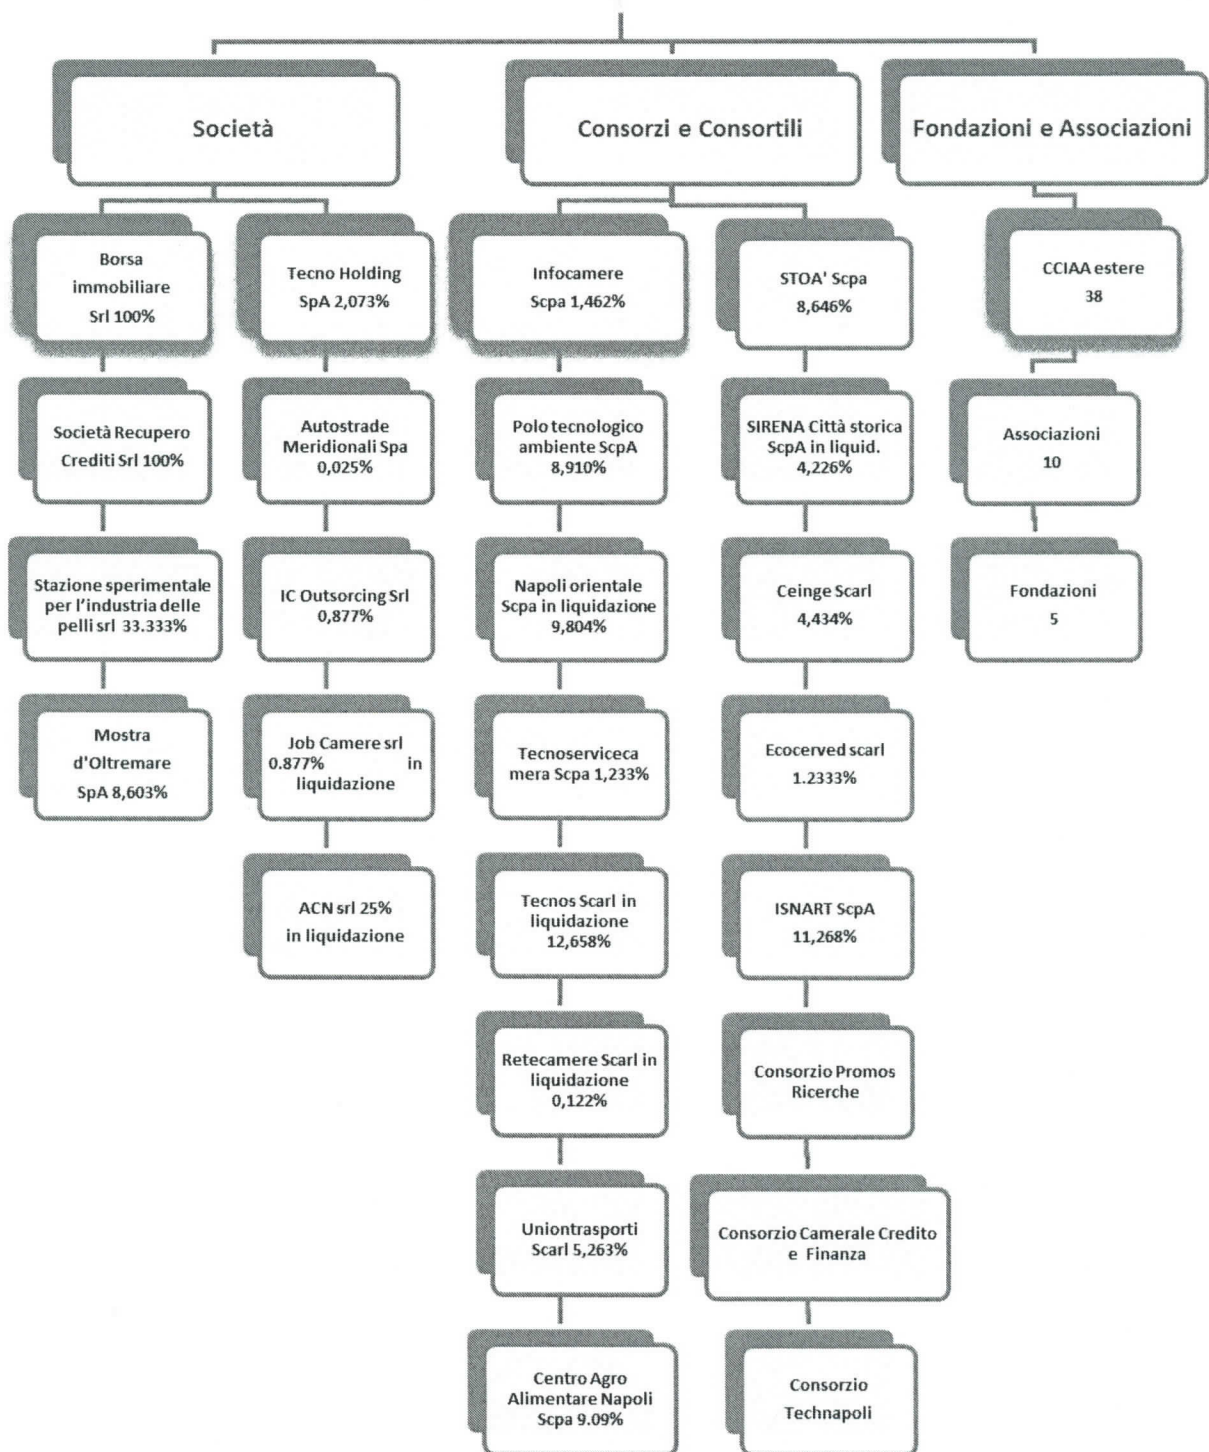 Società
Consorzi e Consortili
Fondazioni e Associazioni
Borsa
immobiliare
Srl 100%
Società Recupero
Crediti Srl 100%
Stazione sperimentale
per l'industria delle
pelli srl 33.333%
Mostra
d'Oltremare
SpA 8,603%
Tecno Holding
SpA 2,073%
Autostrade
Meridionali Spa
0,025%
IC Outsorcing Srl
0,877%
Job Camere srl
0.877% in
liquidazione
ACN srl 25%
in liquidazione
Infocamere
Scpa 1,462%
Polo tecnologico
ambiente ScpA
8,910%
Napoli orientale
Scpa in liquidazione
9,804%
Tecnoserviceca
mera Scpa 1,233%
Tecnos Scarl in
liquidazione
12,658%
Retecamere Scarl in
liquidazione
0,122%
Uniontrasporti
Scarl 5,263%
Centro Agro
Alimentare Napoli
Scpa 9.09%
STOA' Scpa
8,646%
SIRENA Città storica
ScpA in liquid.
4,226%
Ceinge Scarl
4,434%
Ecocerved scarl
1.2333%
ISNART ScpA
11,268%
Consorzio Promos
Ricerche
Consorzio Camerale Credito
e Finanza
Consorzio
Technapoli
CCIAA estere
38
Associazioni
10
Fondazioni
5